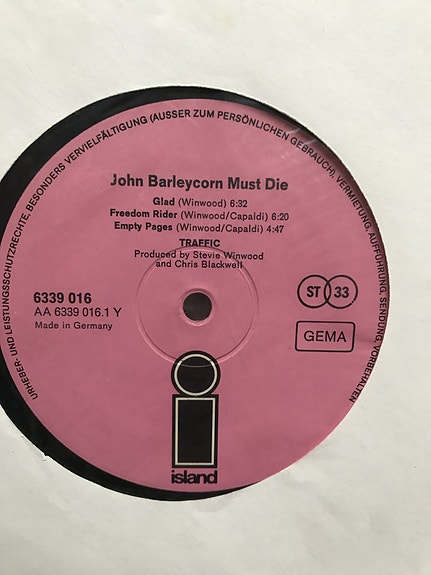 URHEBER- UND LEISTUNGSSCHUTZRECHTE, BESONDERS VERVIELFÄLTIGUNG (AUSSER ZUM PERSÖNLICHEN GEBRAUCH), VERMIETUNG, AUFFÜHRUNG, SENDUNG, VORBEHALTEN
John Barleycorn Must Die
Glad (Winwood) 6:32
Freedom Rider (Winwood/Capaldi) 6:20
Empty Pages (Winwood/Capaldi) 4:47
TRAFFIC
Produced by Stevie Winwood
and Chris Blackwell
6339 016
AA 6339 016.1 Y
Made in Germany
ST 33
GEMA
island